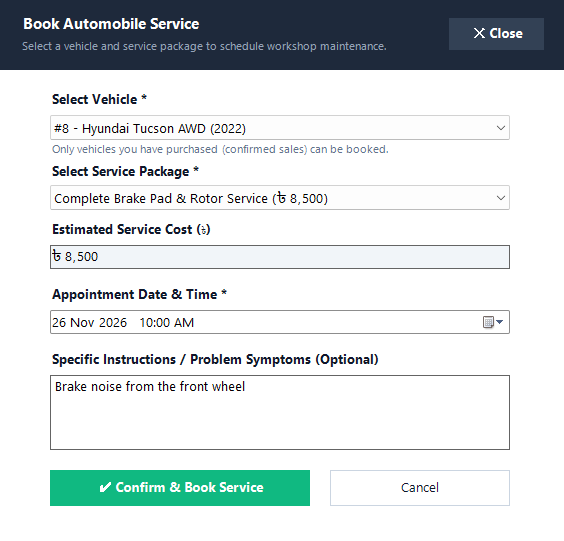 Book Automobile Service
Select a vehicle and service package to schedule workshop maintenance.
✕ Close
Select Vehicle *
#8 - Hyundai Tucson AWD (2022)
Only vehicles you have purchased (confirmed sales) can be booked.
Select Service Package *
Complete Brake Pad & Rotor Service (৳ 8,500)
Estimated Service Cost (৳)
৳ 8,500
Appointment Date & Time *
26 Nov 2026 10:00 AM
Specific Instructions / Problem Symptoms (Optional)
Brake noise from the front wheel
✔ Confirm & Book Service
Cancel